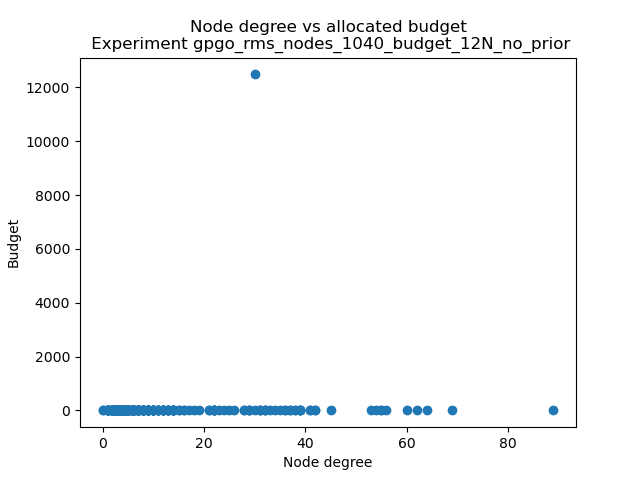 Node degree vs allocated budget
Experiment gpgo_rms_nodes_1040_budget_12N_no_prior
12000
10000
8000
6000
4000
2000
0
Budget
0 20 40 60 80
Node degree